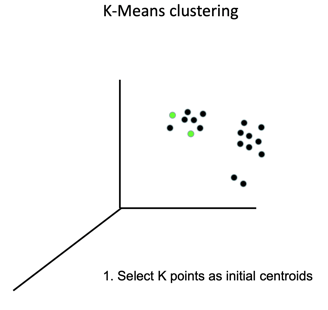 K-Means clustering
1. Select K points as initial centroids